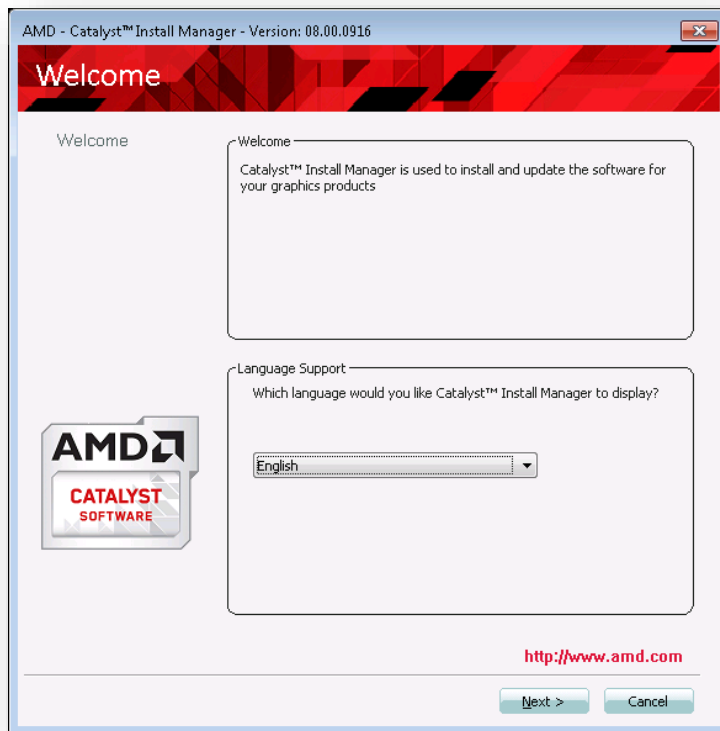 AMD - Catalyst™ Install Manager - Version: 08.00.0916
Welcome
Welcome
Welcome
Catalyst™ Install Manager is used to install and update the software for
your graphics products
Language Support
Which language would you like Catalyst™ Install Manager to display?
English
AMD
CATALYST
SOFTWARE
http://www.amd.com
Next >
Cancel